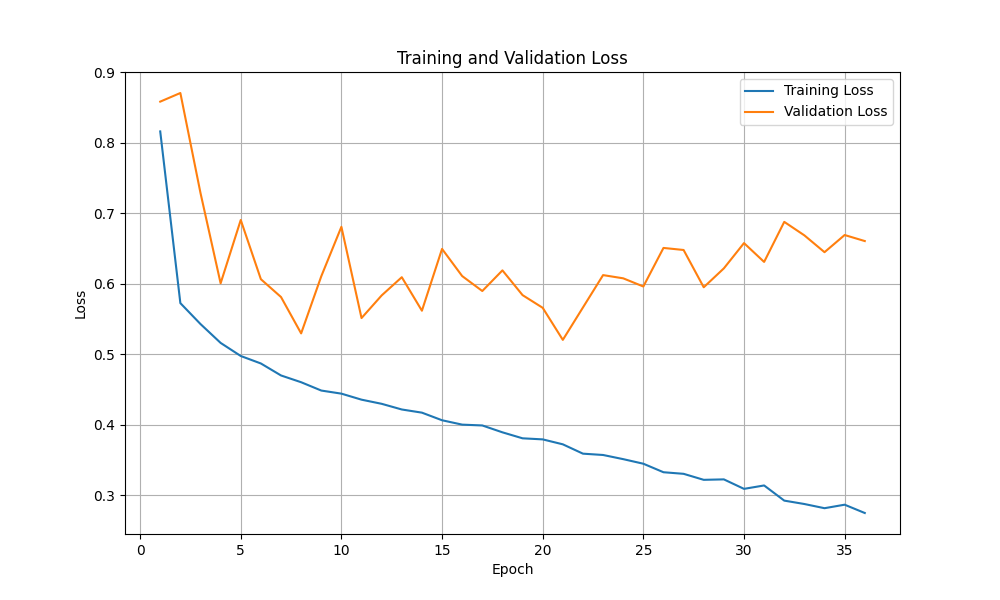 Training and Validation Loss
Training Loss
Validation Loss
Loss
0.9
0.8
0.7
0.6
0.5
0.4
0.3
0 5 10 15 20 25 30 35
Epoch